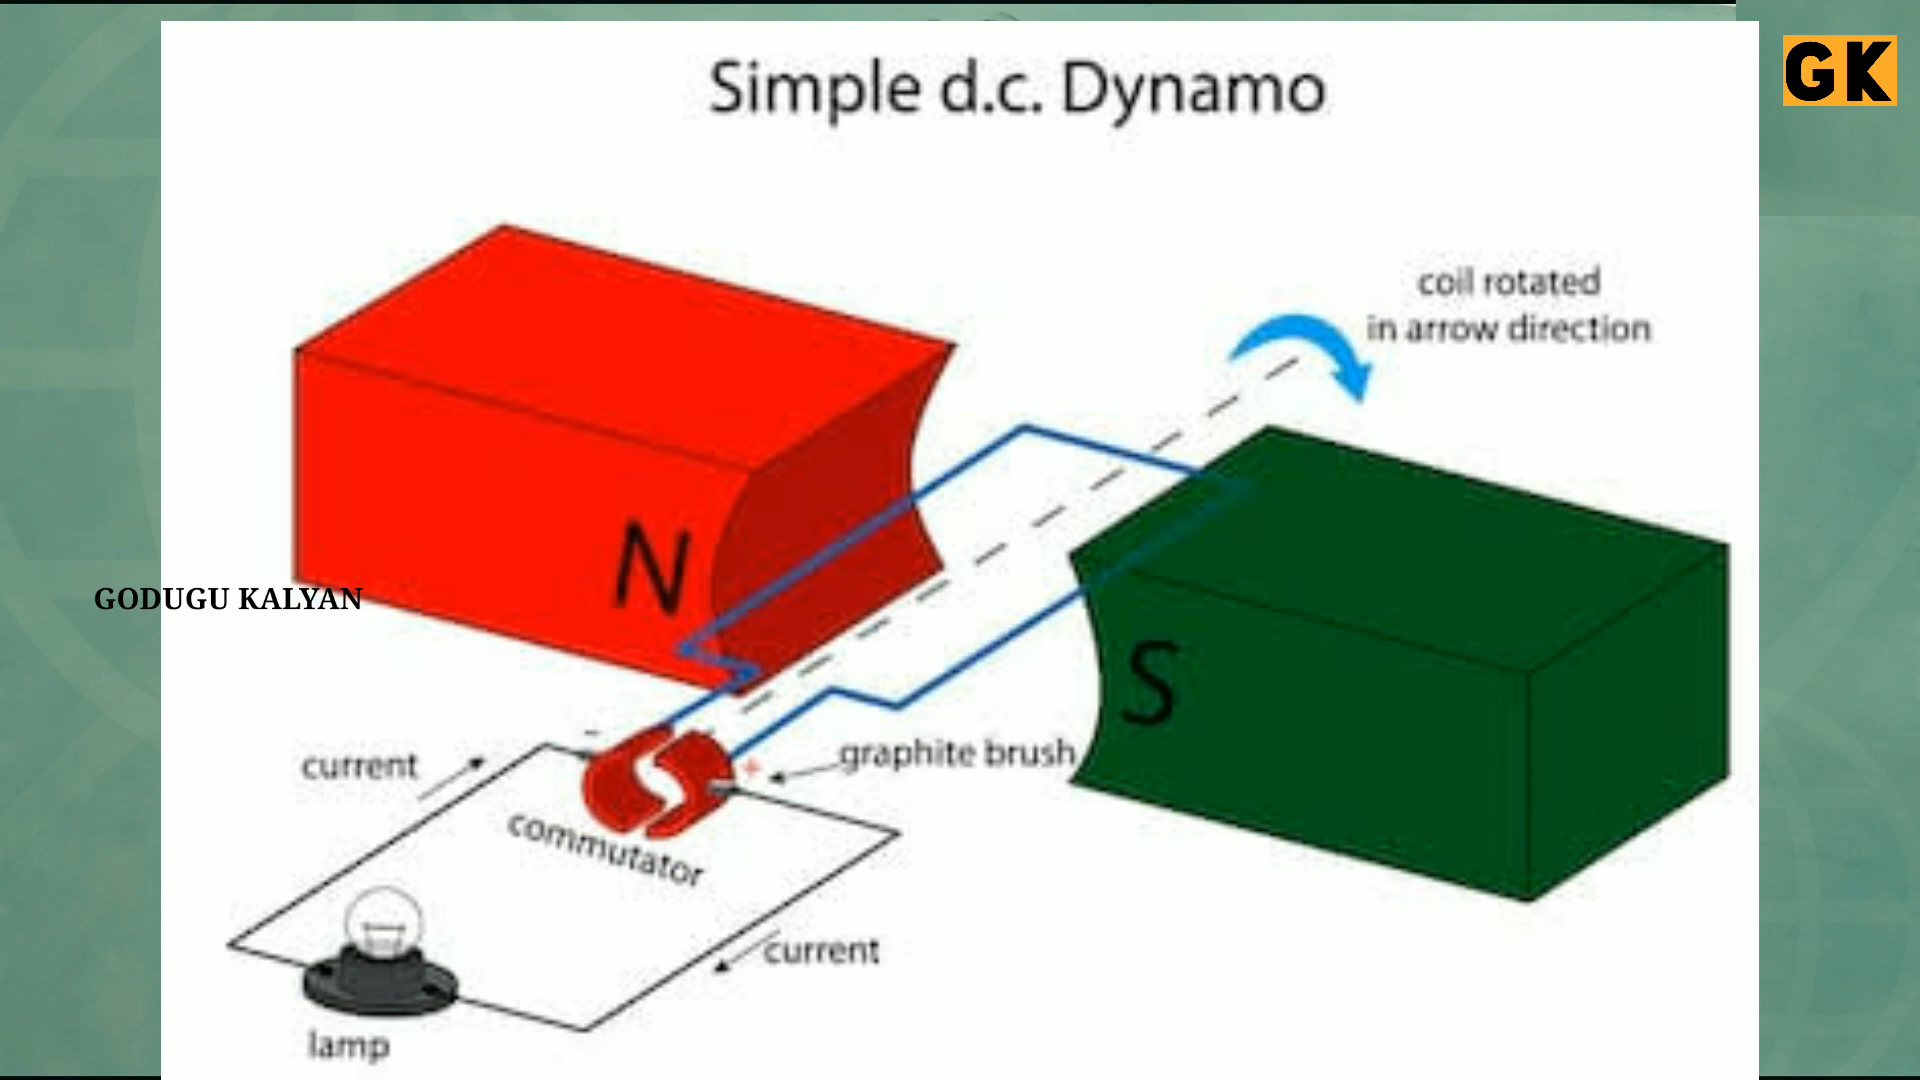 Simple d.c. Dynamo
GK
coil rotated
in arrow direction
N
GODUGU KALYAN
S
-
current
+
graphite brush
commutator
current
lamp